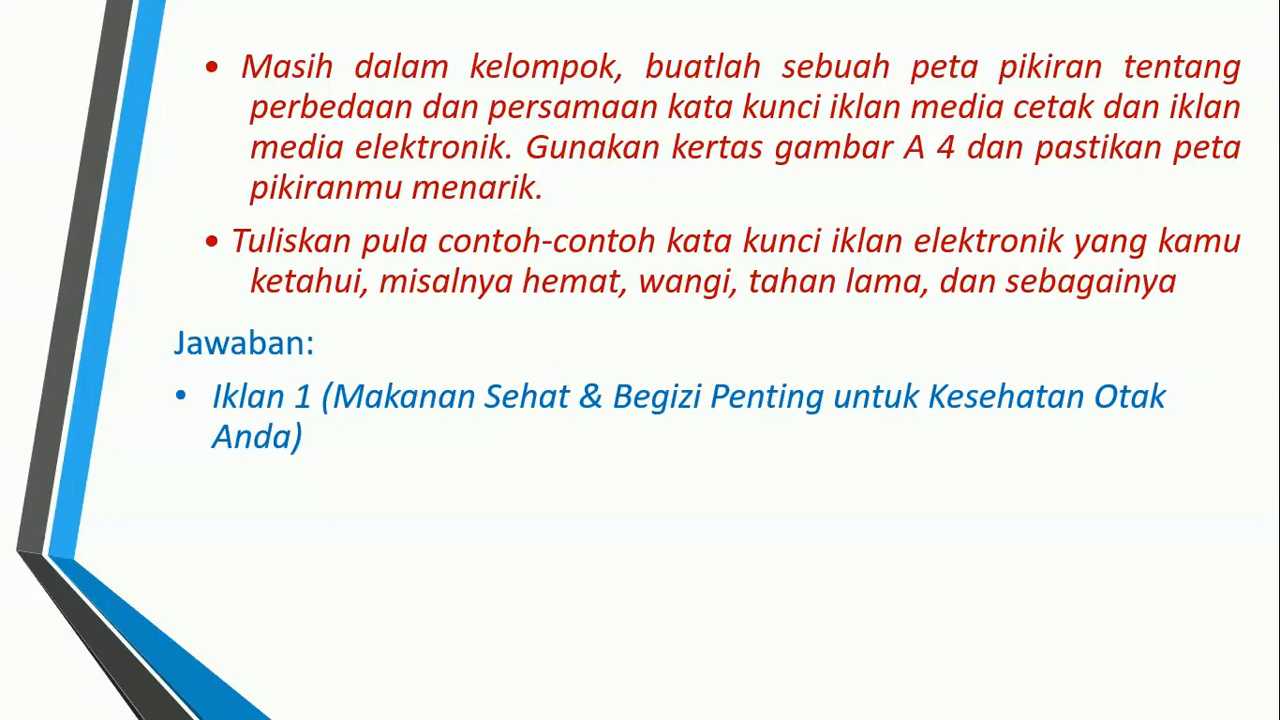 • Masih dalam kelompok, buatlah sebuah peta pikiran tentang
perbedaan dan persamaan kata kunci iklan media cetak dan iklan
media elektronik. Gunakan kertas gambar A 4 dan pastikan peta
pikiranmu menarik.
• Tuliskan pula contoh-contoh kata kunci iklan elektronik yang kamu
ketahui, misalnya hemat, wangi, tahan lama, dan sebagainya
Jawaban:
• Iklan 1 (Makanan Sehat & Begizi Penting untuk Kesehatan Otak
Anda)